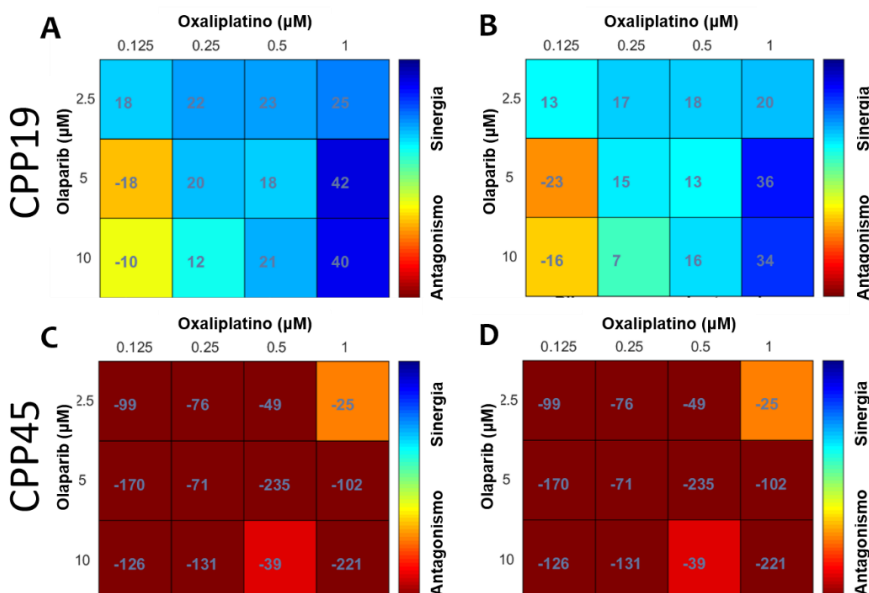 A
Oxaliplatino (µM)
0.125 0.25 0.5 1
CPP19
Olaparib (µM)
2.5 18 22 23 25
5 -18 20 18 42
10 -10 12 21 40
Sinergia
Antagonismo
B
Oxaliplatino (µM)
0.125 0.25 0.5 1
Olaparib (µM)
2.5 13 17 18 20
5 -23 15 13 36
10 -16 7 16 34
Sinergia
Antagonismo
C
Oxaliplatino (µM)
0.125 0.25 0.5 1
CPP45
Olaparib (µM)
2.5 -99 -76 -49 -25
5 -170 -71 -235 -102
10 -126 -131 -39 -221
Sinergia
Antagonismo
D
Oxaliplatino (µM)
0.125 0.25 0.5 1
Olaparib (µM)
2.5 -99 -76 -49 -25
5 -170 -71 -235 -102
10 -126 -131 -39 -221
Sinergia
Antagonismo